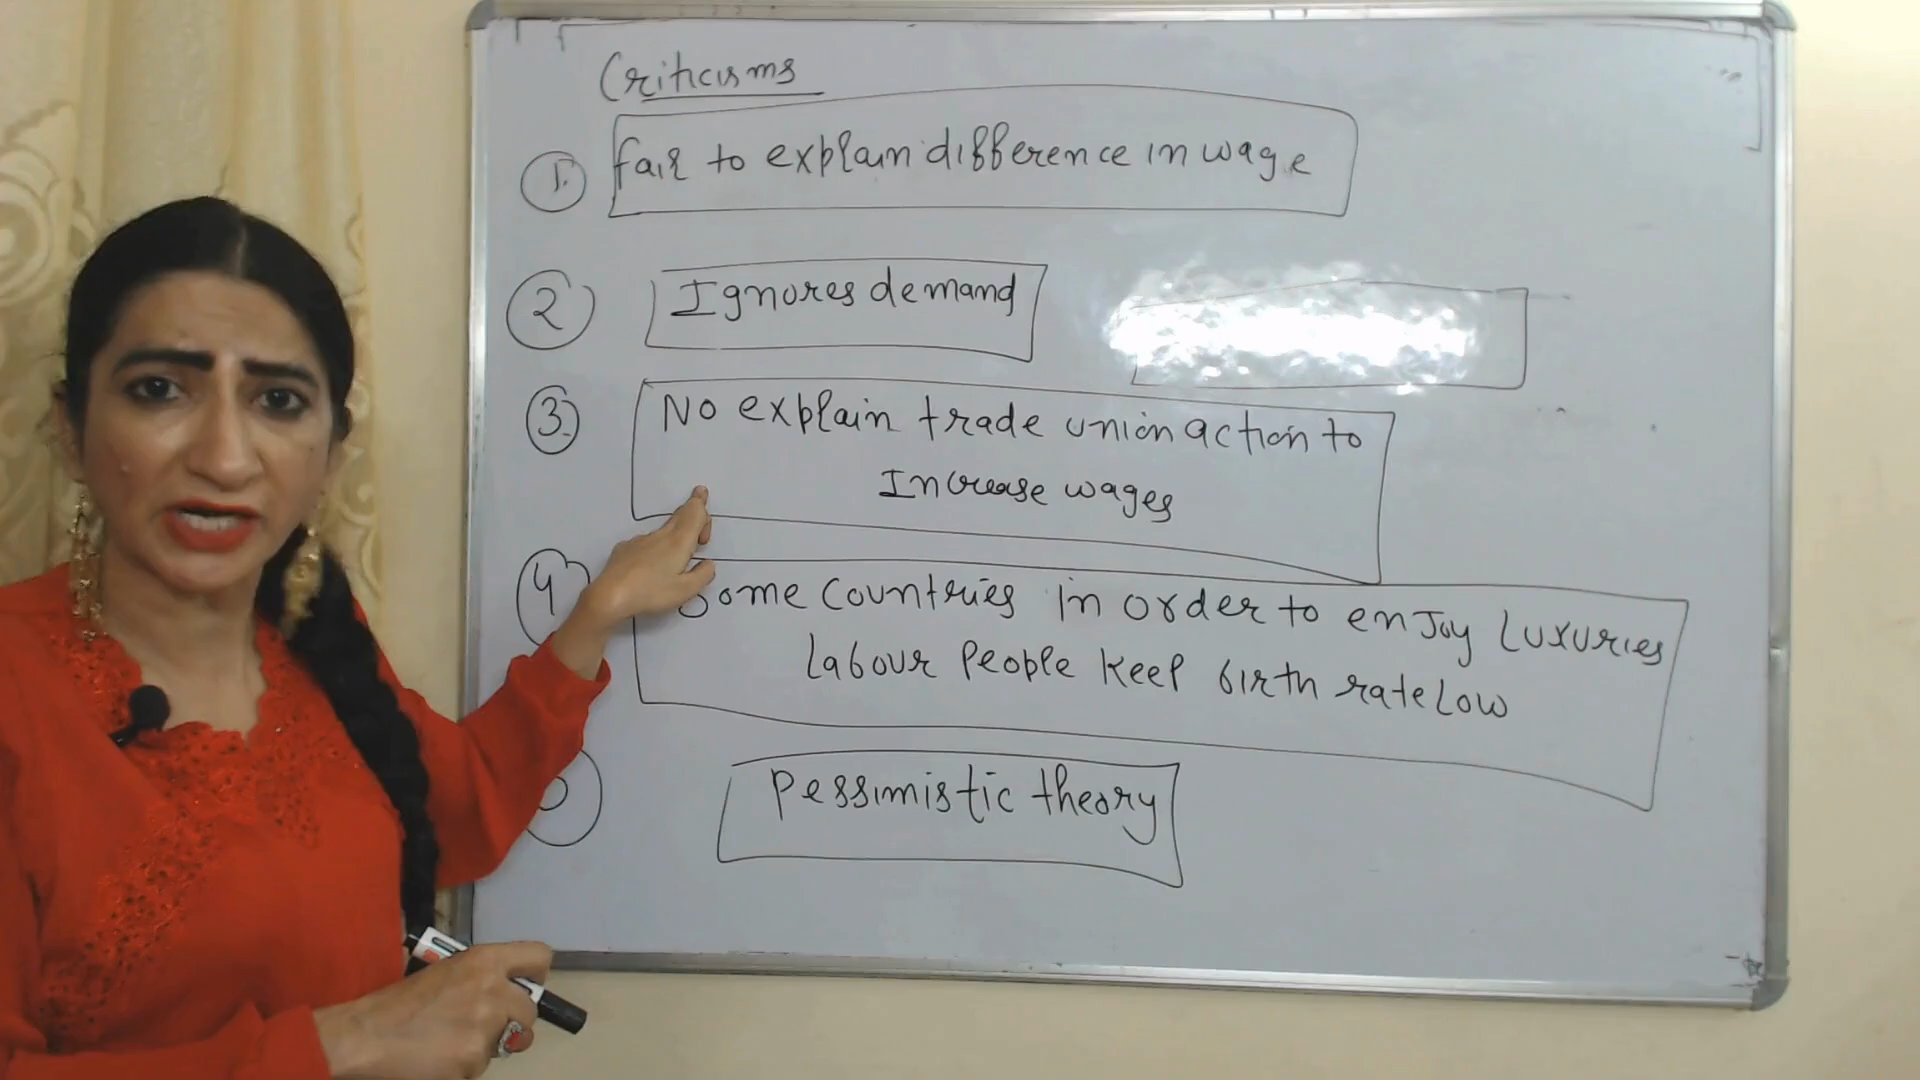 Criticisms
1. fair to explain difference in wage
2 Ignores demand
3. No explain trade union action to
Increase wages
4 Some countries in order to enjoy Luxuries
Labour People Keep birth rate Low
Pessimistic theory